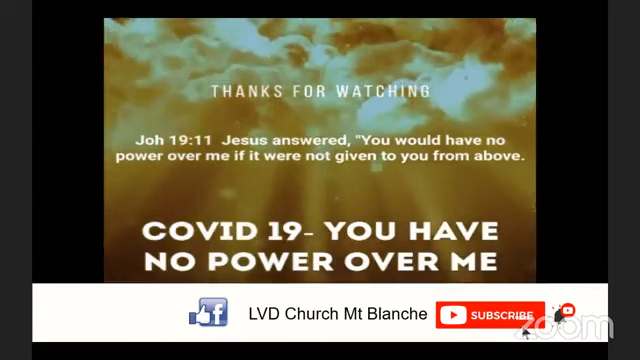 THANKS FOR WATCHING
Joh 19:11 Jesus answered, "You would have no
power over me if it were not given to you from above.
COVID 19- YOU HAVE
NO POWER OVER ME
LVD Church Mt Blanche
SUBSCRIBE
zoom